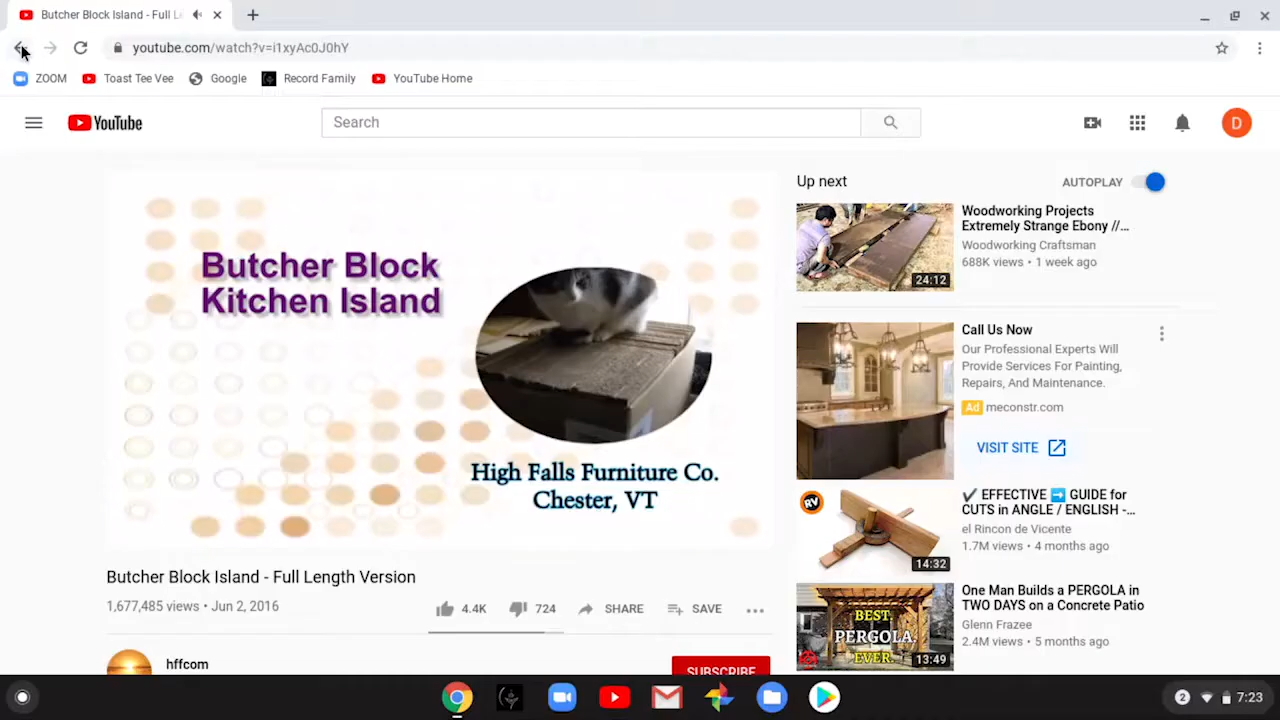 Butcher Block Island - Full Le
youtube.com/watch?v=i1xyAc0J0hY
ZOOM Toast Tee Vee Google Record Family YouTube Home
YouTube Search D
Butcher Block
Kitchen Island
High Falls Furniture Co.
Chester, VT
Butcher Block Island - Full Length Version
1,677,485 views • Jun 2, 2016
4.4K 724 SHARE SAVE
hffcom
SUBSCRIBE
Up next AUTOPLAY
Woodworking Projects
Extremely Strange Ebony //...
Woodworking Craftsman
688K views • 1 week ago
24:12
Call Us Now
Our Professional Experts Will
Provide Services For Painting,
Repairs, And Maintenance.
Ad meconstr.com
VISIT SITE
RV
✔ EFFECTIVE ➡ GUIDE for
CUTS in ANGLE / ENGLISH -...
el Rincon de Vicente
1.7M views • 4 months ago
14:32
BEST.
PERGOLA.
EVER.
13:49
One Man Builds a PERGOLA in
TWO DAYS on a Concrete Patio
Glenn Frazee
2.4M views • 5 months ago
2 7:23